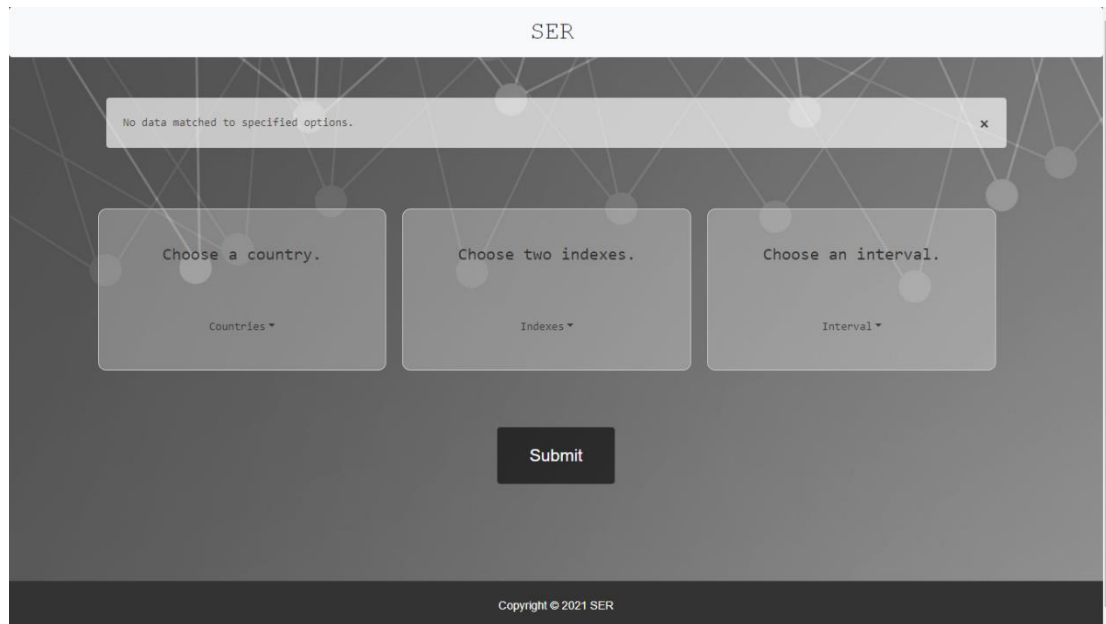 SER
No data matched to specified options.
×
Choose a country.
Choose two indexes.
Choose an interval.
Countries
Indexes
Interval
Submit
Copyright © 2021 SER